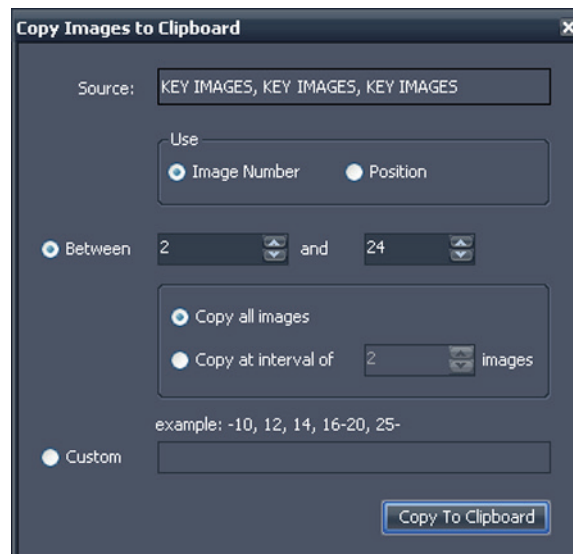 Copy Images to Clipboard
Source: KEY IMAGES, KEY IMAGES, KEY IMAGES
Use
Image Number Position
Between 2 and 24
Copy all images
Copy at interval of 2 images
example: -10, 12, 14, 16-20, 25-
Custom
Copy To Clipboard